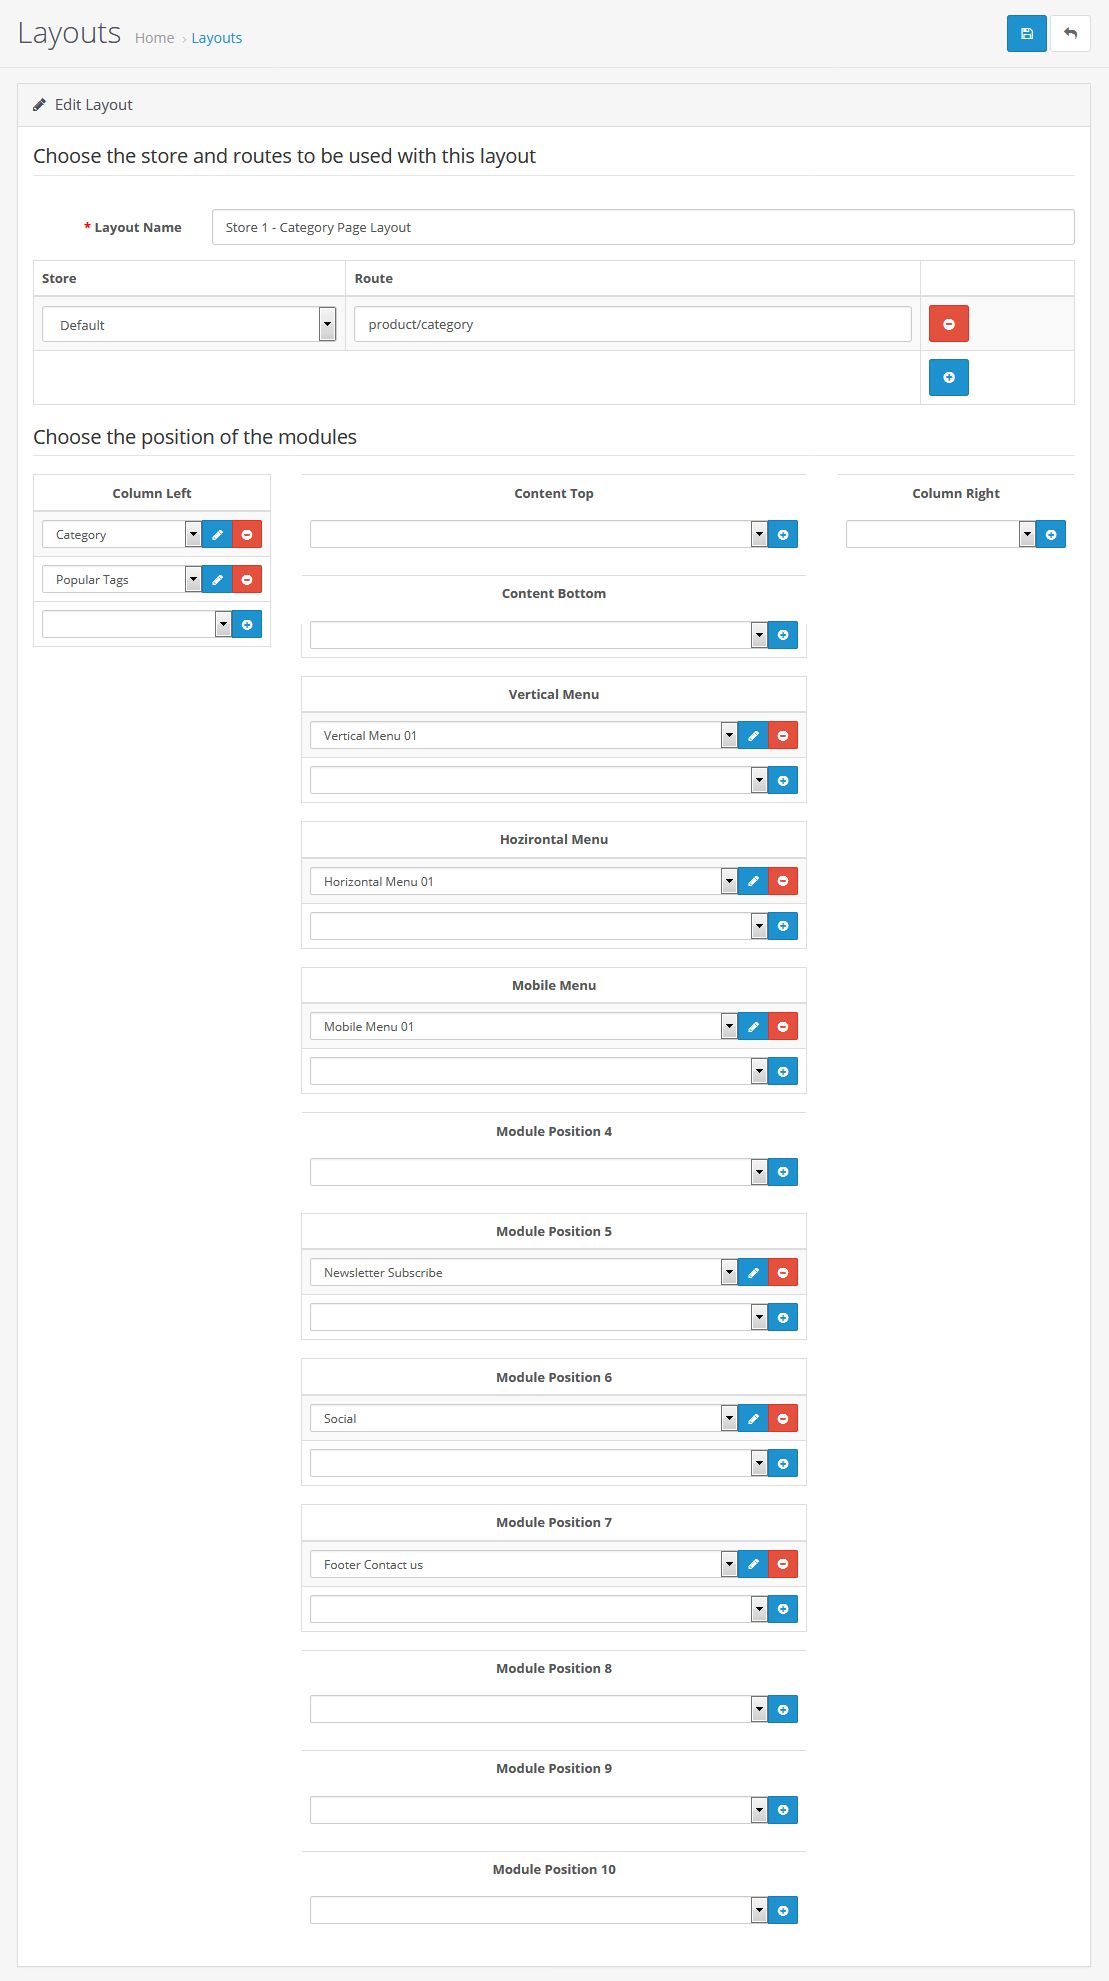 Layouts Home › Layouts
Edit Layout
Choose the store and routes to be used with this layout
* Layout Name Store 1 - Category Page Layout
Store Route
Default product/category
Choose the position of the modules
Column Left
Category
Popular Tags
Content Top
Content Bottom
Vertical Menu
Vertical Menu 01
Hozirontal Menu
Horizontal Menu 01
Mobile Menu
Mobile Menu 01
Module Position 4
Module Position 5
Newsletter Subscribe
Module Position 6
Social
Module Position 7
Footer Contact us
Module Position 8
Module Position 9
Module Position 10
Column Right